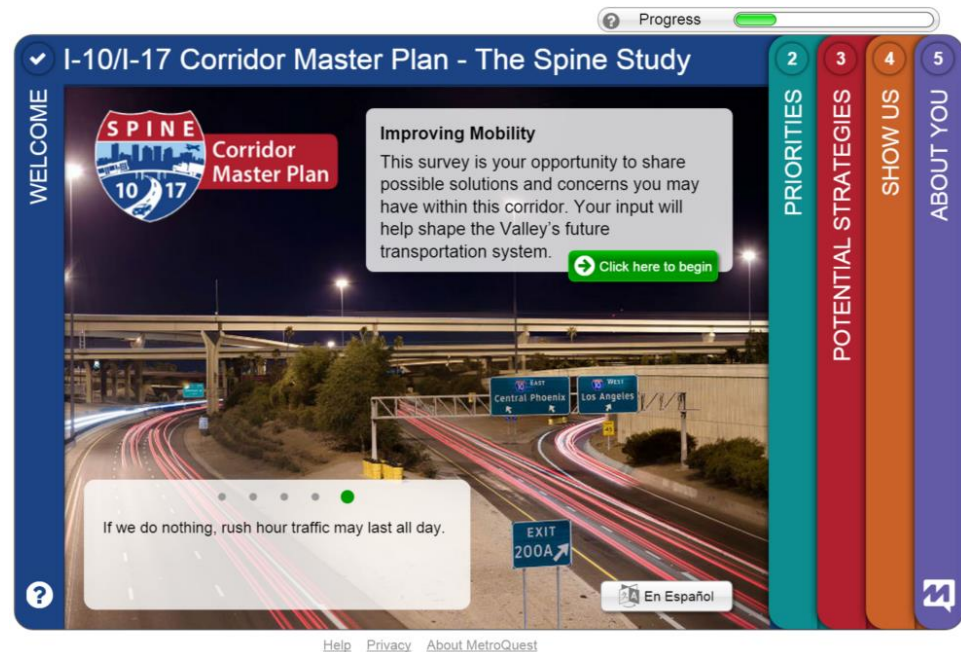 Progress
I-10/I-17 Corridor Master Plan - The Spine Study
WELCOME
SPINE
10 17
Corridor
Master Plan
Improving Mobility
This survey is your opportunity to share
possible solutions and concerns you may
have within this corridor. Your input will
help shape the Valley's future
transportation system.
Click here to begin
2
PRIORITIES
3
POTENTIAL STRATEGIES
4
SHOW US
5
ABOUT YOU
EAST
Central Phoenix
WEST
Los Angeles
45
If we do nothing, rush hour traffic may last all day.
EXIT
200A
En Español
Help Privacy About MetroQuest